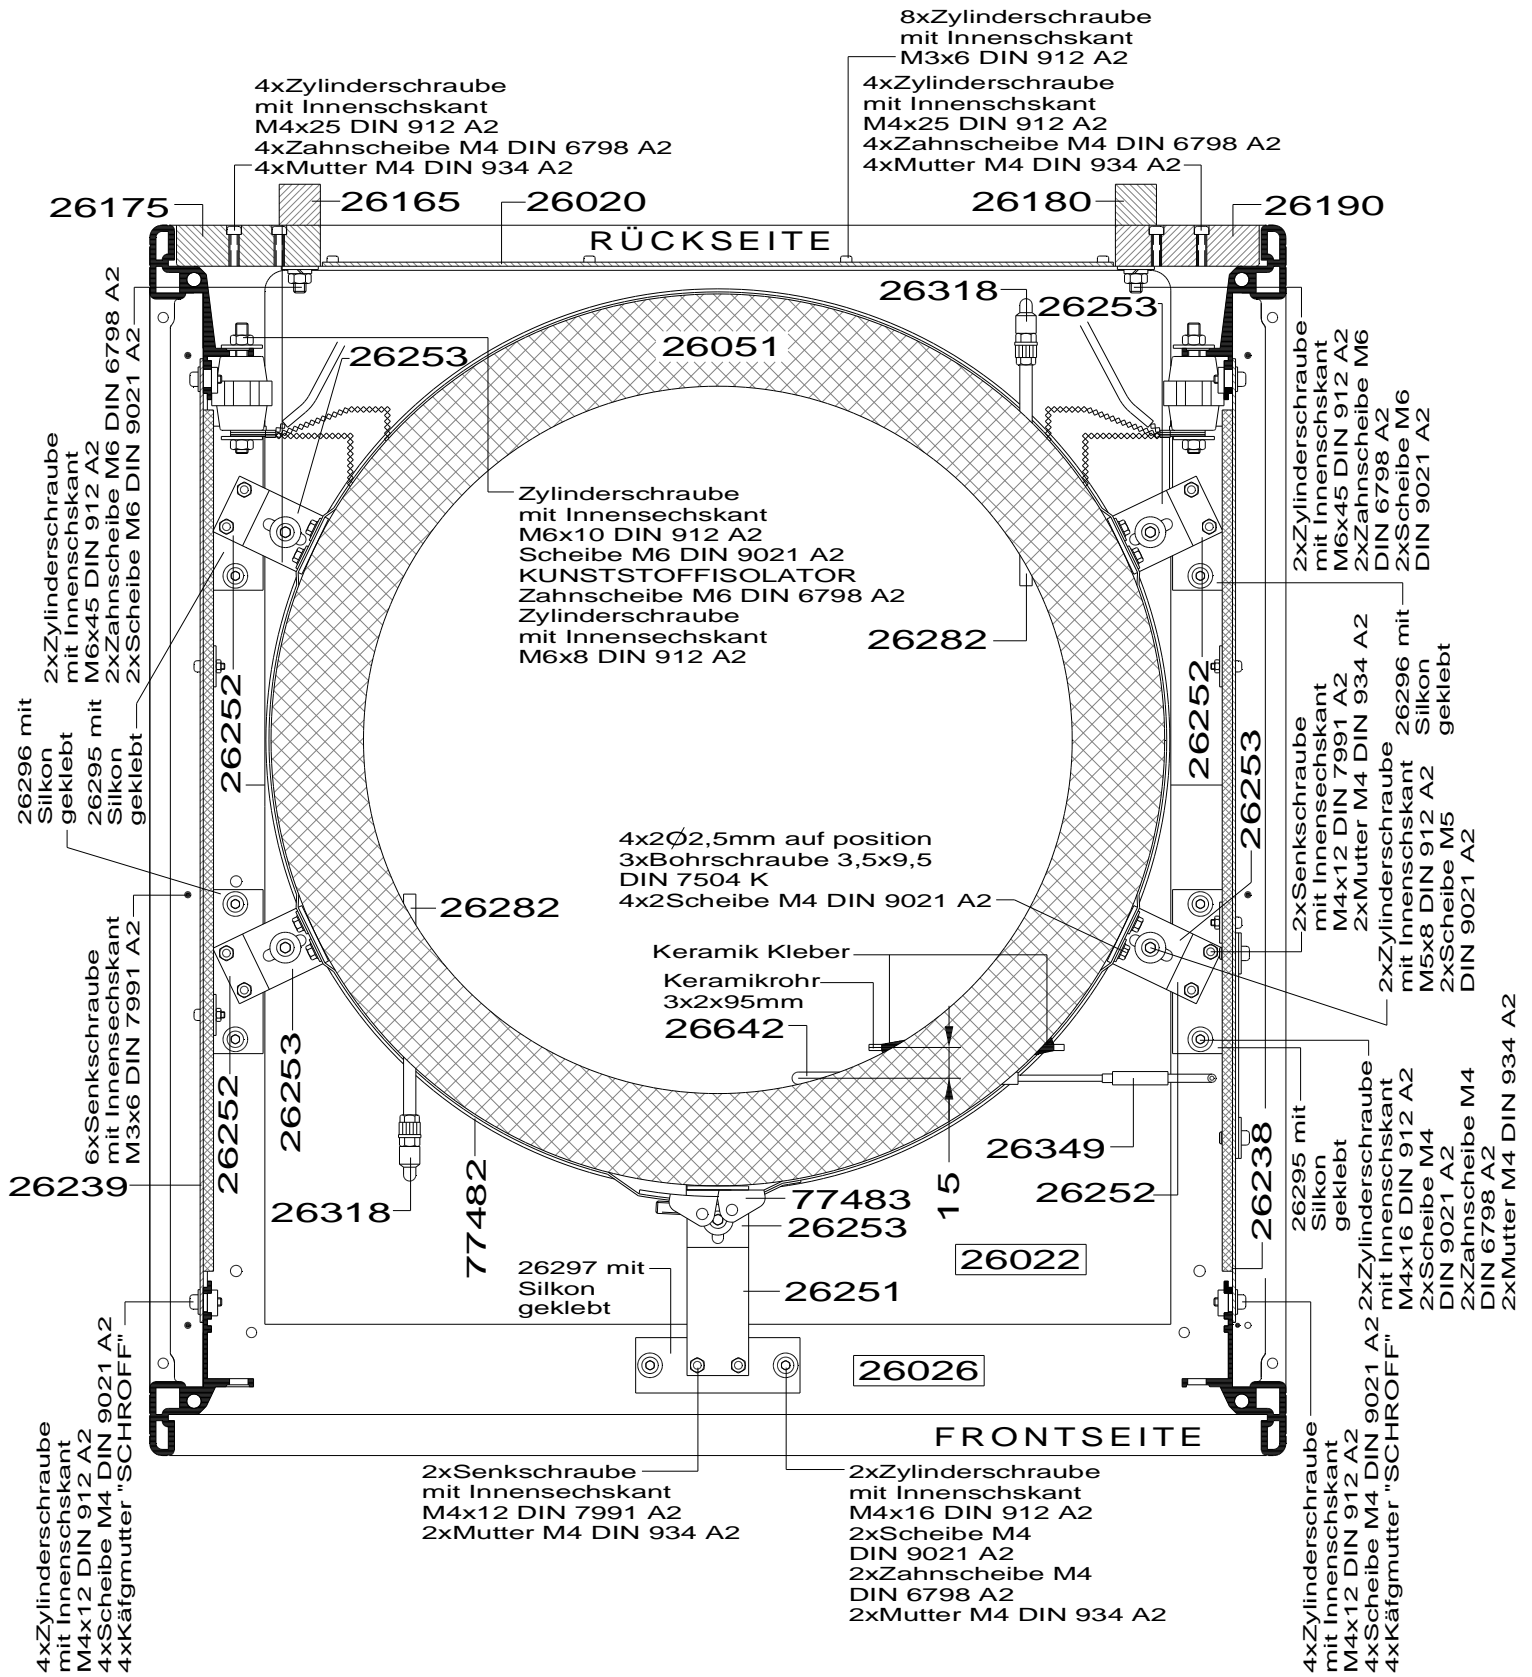 8xZylinderschraube
mit Innenschskant
M3x6 DIN 912 A2
4xZylinderschraube
mit Innenschskant
M4x25 DIN 912 A2
4xZahnscheibe M4 DIN 6798 A2
4xMutter M4 DIN 934 A2
4xZylinderschraube
mit Innenschskant
M4x25 DIN 912 A2
4xZahnscheibe M4 DIN 6798 A2
4xMutter M4 DIN 934 A2
26175
26165
26020
26180
26190
RÜCKSEITE
26318
26253
26253
26051
2xZylinderschraube
mit Innenschskant
M6x45 DIN 912 A2
2xZahnscheibe M6 DIN 6798 A2
2xScheibe M6 DIN 9021 A2
2xZylinderschraube
mit Innenschskant
M6x45 DIN 912 A2
2xZahnscheibe M6
DIN 6798 A2
2xScheibe M6
DIN 9021 A2
Zylinderschraube
mit Innensechskant
M6x10 DIN 912 A2
Scheibe M6 DIN 9021 A2
KUNSTSTOFFISOLATOR
Zahnscheibe M6 DIN 6798 A2
Zylinderschraube
mit Innensechskant
M6x8 DIN 912 A2
26282
26296 mit
Silkon
geklebt
26295 mit
Silkon
geklebt
26252
26252
26253
26296 mit
Silkon
geklebt
2xSenkschraube
mit Innensechskant
M4x12 DIN 7991 A2
2xMutter M4 DIN 934 A2
2xZylinderschraube
mit Innenschskant
M5x8 DIN 912 A2
2xScheibe M5
DIN 9021 A2
4x2Ø2,5mm auf position
3xBohrschraube 3,5x9,5
DIN 7504 K
4x2Scheibe M4 DIN 9021 A2
26282
Keramik Kleber
Keramikrohr
3x2x95mm
26642
6xSenkschraube
mit Innensechskant
M3x6 DIN 7991 A2
26252
26253
26239
26318
77482
77483
26253
15
26349
26252
26238
26295 mit
Silkon
geklebt
2xZylinderschraube
mit Innenschskant
M4x16 DIN 912 A2
2xScheibe M4
DIN 9021 A2
2xZahnscheibe M4
DIN 6798 A2
2xMutter M4 DIN 934 A2
26022
26297 mit
Silkon
geklebt
26251
26026
FRONTSEITE
4xZylinderschraube
mit Innenschskant
M4x12 DIN 912 A2
4xScheibe M4 DIN 9021 A2
4xKäfgmutter "SCHROFF"
2xSenkschraube
mit Innensechskant
M4x12 DIN 7991 A2
2xMutter M4 DIN 934 A2
2xZylinderschraube
mit Innenschskant
M4x16 DIN 912 A2
2xScheibe M4
DIN 9021 A2
2xZahnscheibe M4
DIN 6798 A2
2xMutter M4 DIN 934 A2
4xZylinderschraube
mit Innenschskant
M4x12 DIN 912 A2
4xScheibe M4 DIN 9021 A2
4xKäfgmutter "SCHROFF"